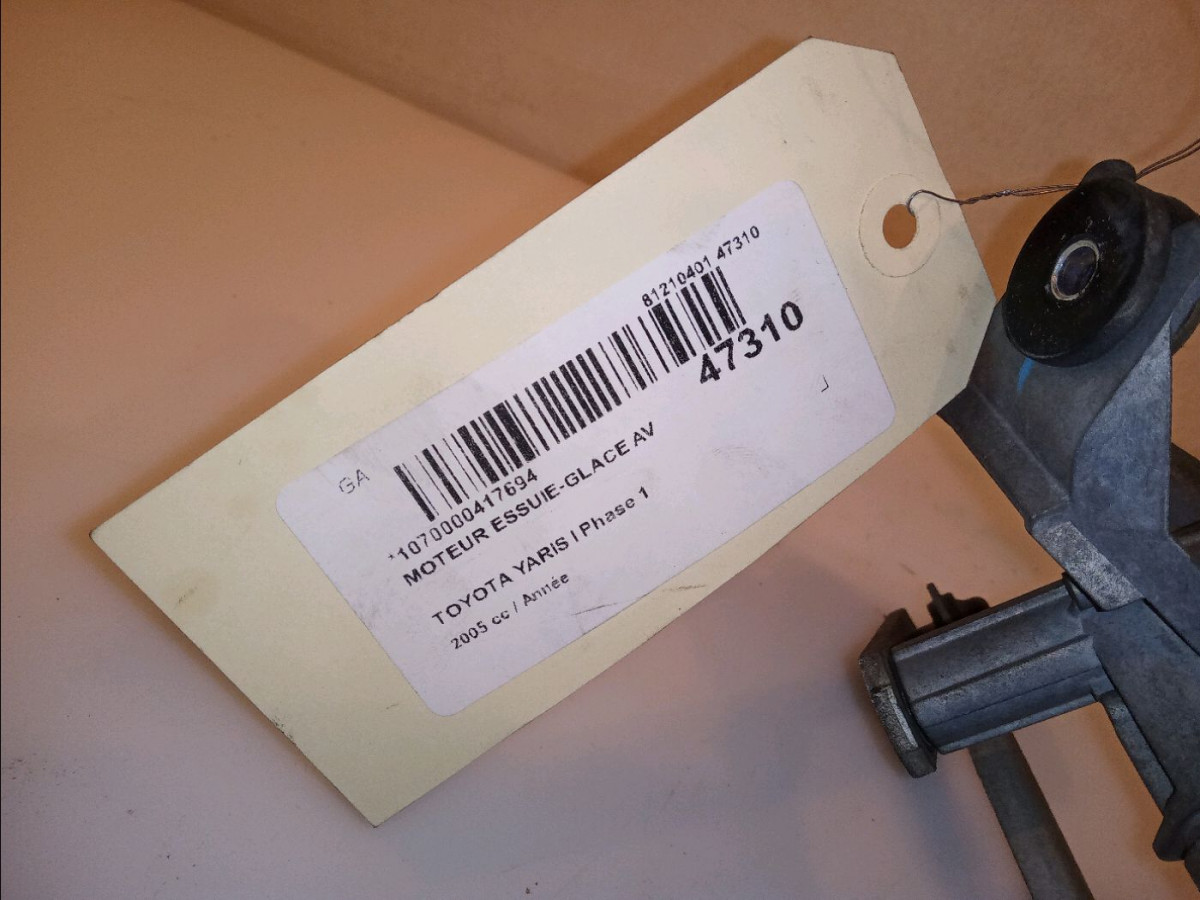 81210401 47310
47310
GA
*1070000417694
MOTEUR ESSUIE-GLACE AV
TOYOTA YARIS I Phase 1
2005 cc / Année